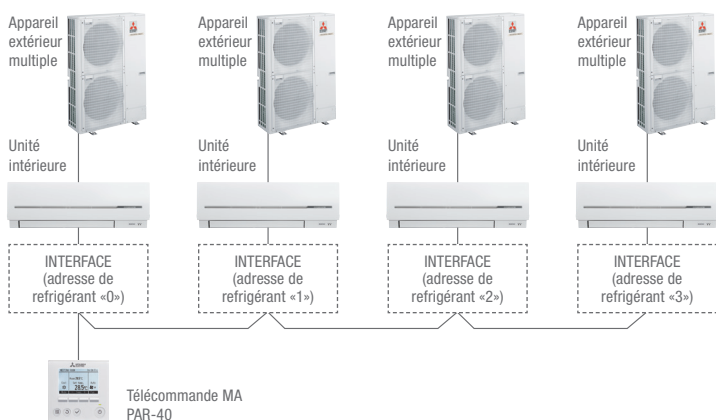 Appareil
extérieur
multiple
Appareil
extérieur
multiple
Appareil
extérieur
multiple
Appareil
extérieur
multiple
Unité
intérieure
Unité
intérieure
Unité
intérieure
Unité
intérieure
INTERFACE
(adresse de
refrigérant «0»)
INTERFACE
(adresse de
refrigérant «1»)
INTERFACE
(adresse de
refrigérant «2»)
INTERFACE
(adresse de
refrigérant «3»)
Télécommande MA
PAR-40